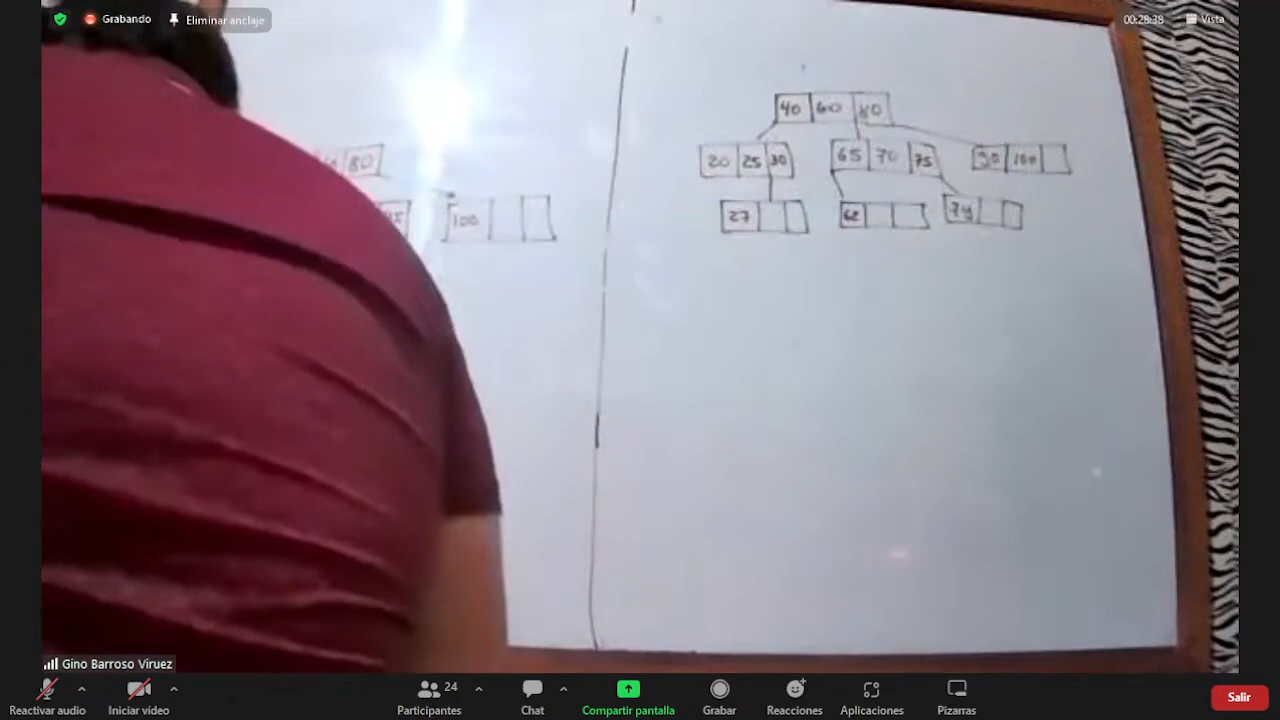 Grabando
Eliminar anclaje
00:28:38
Vista
40 60 80
80
20 25 30
65 70 75
90 100
100
27
62
74
Gino Barroso Viruez
24
Reactivar audio
Iniciar video
Participantes
Chat
Compartir pantalla
Grabar
Reacciones
Aplicaciones
Pizarras
Salir